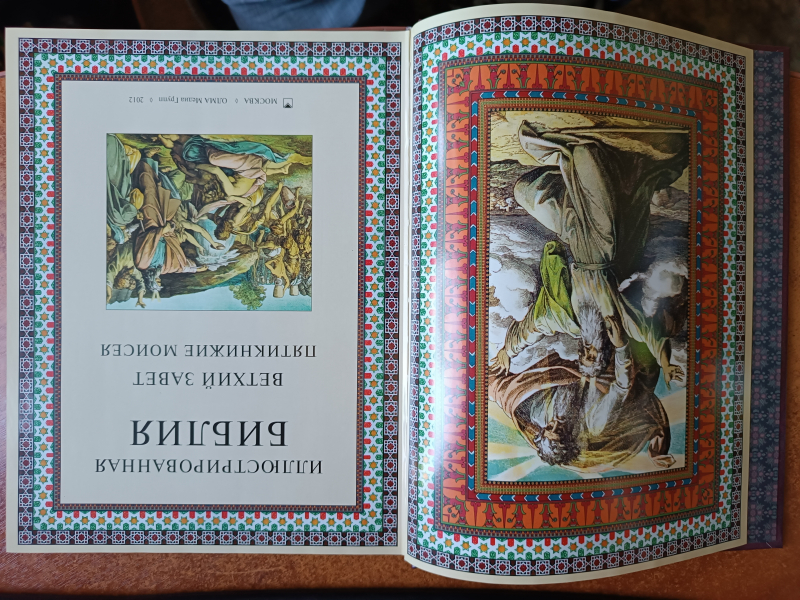 ИЛЛЮСТРИРОВАННАЯ
БИБЛИЯ
ВЕТХИЙ ЗАВЕТ
ПЯТИКНИЖИЕ МОИСЕЯ
МОСКВА ◊ ОЛМА Медиа Групп ◊ 2012